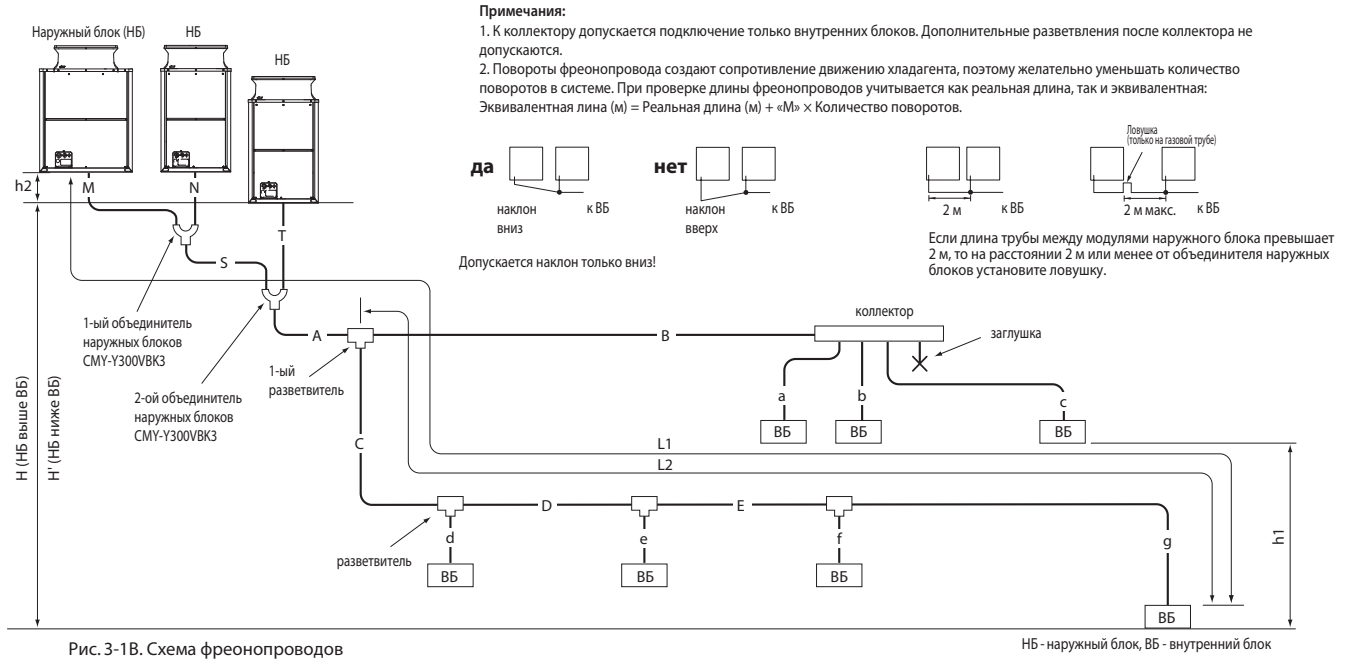 Примечания:
1. К коллектору допускается подключение только внутренних блоков. Дополнительные разветвления после коллектора не
допускаются.
2. Повороты фреонопровода создают сопротивление движению хладагента, поэтому желательно уменьшать количество
поворотов в системе. При проверке длины фреонопроводов учитывается как реальная длина, так и эквивалентная:
Эквивалентная лина (м) = Реальная длина (м) + «М» × Количество поворотов.
Наружный блок (НБ)
НБ
НБ
да
наклон
вниз
к ВБ
нет
наклон
вверх
к ВБ
2 м
к ВБ
Ловушка
(только на газовой трубе)
2 м макс.
к ВБ
Допускается наклон только вниз!
Если длина трубы между модулями наружного блока превышает
2 м, то на расстоянии 2 м или менее от объединителя наружных
блоков установите ловушку.
h2
M
N
T
S
1-ый объединитель
наружных блоков
CMY-Y300VBK3
2-ой объединитель
наружных блоков
CMY-Y300VBK3
A
1-ый
разветвитель
B
коллектор
заглушка
a
b
c
ВБ
ВБ
ВБ
H (НБ выше ВБ)
H' (НБ ниже ВБ)
C
L1
L2
h1
D
E
d
e
f
g
разветвитель
ВБ
ВБ
ВБ
ВБ
Рис. 3-1B. Схема фреонопроводов
НБ - наружный блок, ВБ - внутренний блок